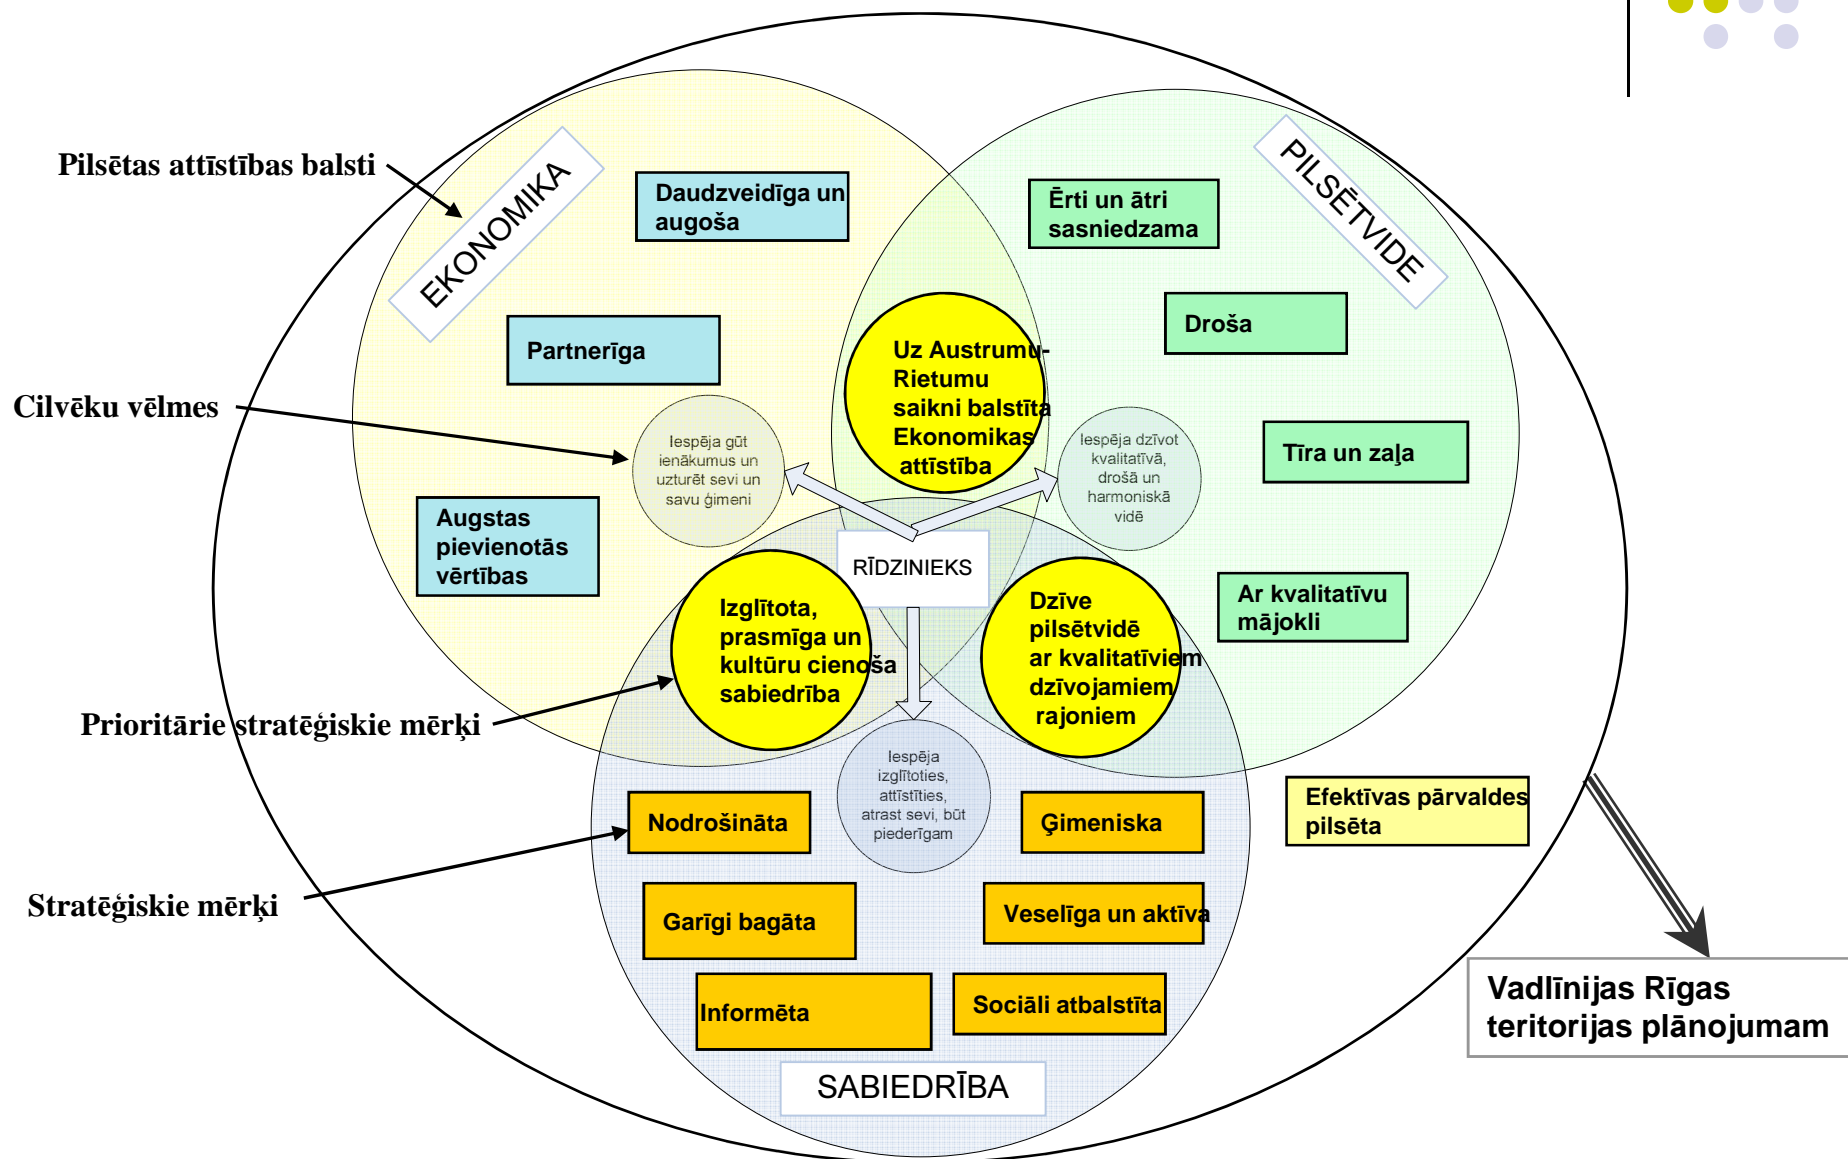 Pilsētas attīstības balsti
EKONOMIKA
Daudzveidīga un
augoša
Ērti un ātri
sasniedzama
PILSĒTVIDE
Partnerīga
Droša
Uz Austrumu-
Rietumu
saikni balstīta
Ekonomikas
attīstība
Cilvēku vēlmes
Iespēja gūt
ienākumus un
uzturēt sevi un
savu ģimeni
Iespēja dzīvot
kvalitatīvā,
drošā un
harmoniskā
vidē
Tīra un zaļa
Augstas
pievienotās
vērtības
RĪDZINIEKS
Izglītota,
prasmīga un
kultūru cienoša
sabiedrība
Dzīve
pilsētvidē
ar kvalitatīviem
dzīvojamiem
rajoniem
Ar kvalitatīvu
mājokli
Prioritārie stratēģiskie mērķi
Iespēja
izglītoties,
attīstīties,
atrast sevi, būt
piederīgam
Efektīvas pārvaldes
pilsēta
Nodrošināta
Ģimeniska
Stratēģiskie mērķi
Garīgi bagāta
Veselīga un aktīva
Informēta
Sociāli atbalstīta
Vadlīnijas Rīgas
teritorijas plānojumam
SABIEDRĪBA